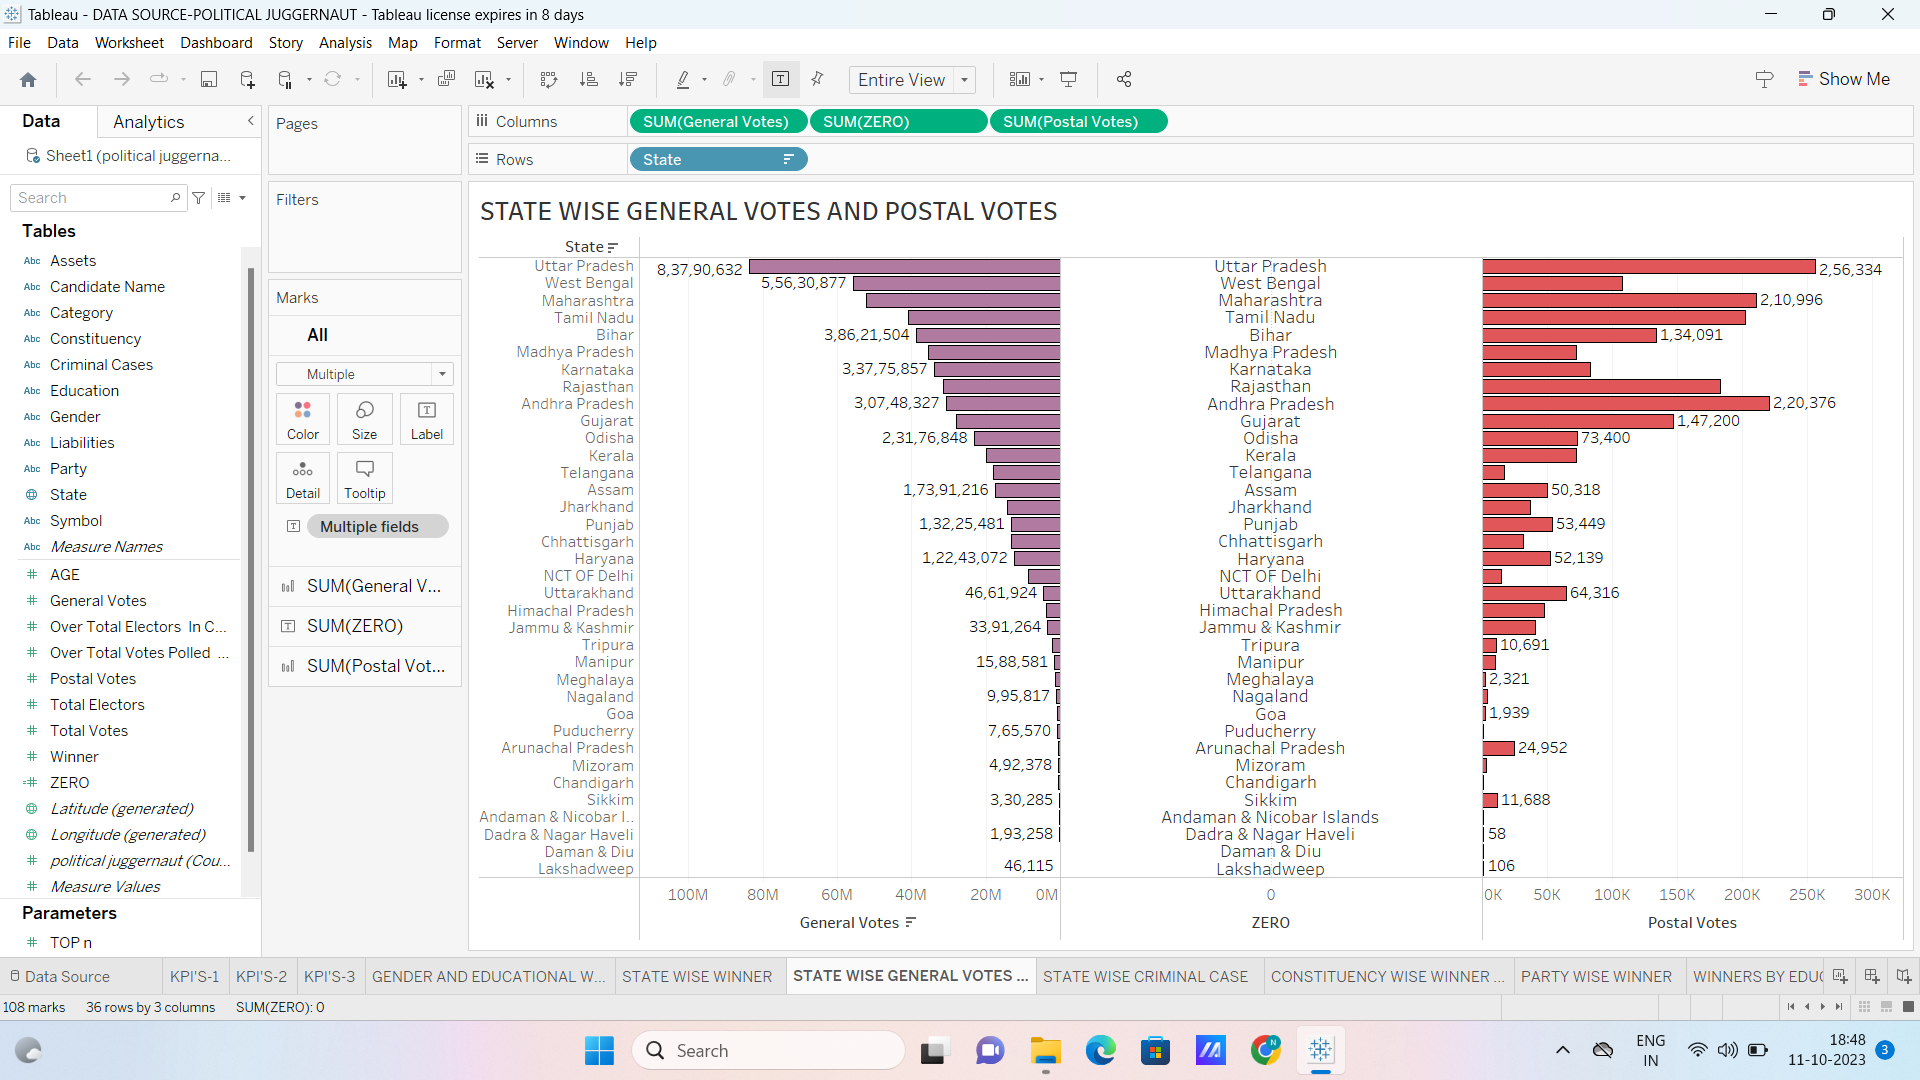 Tableau - DATA SOURCE-POLITICAL JUGGERNAUT - Tableau license expires in 8 days
File Data Worksheet Dashboard Story Analysis Map Format Server Window Help
Entire View
Show Me
Data
Analytics
Sheet1 (political juggerna...
Search
Tables
Abc Assets
Abc Candidate Name
Abc Category
Abc Constituency
Abc Criminal Cases
Abc Education
Abc Gender
Abc Liabilities
Abc Party
State
Abc Symbol
Abc Measure Names
# AGE
# General Votes
# Over Total Electors In C...
# Over Total Votes Polled ...
# Postal Votes
# Total Electors
# Total Votes
# Winner
=# ZERO
Latitude (generated)
Longitude (generated)
# political juggernaut (Cou...
# Measure Values
Parameters
# TOP n
Pages
Filters
Marks
All
Multiple
Color Size Label
Detail Tooltip
Multiple fields
SUM(General V...
SUM(ZERO)
SUM(Postal Vot...
Columns SUM(General Votes) SUM(ZERO) SUM(Postal Votes)
Rows State
STATE WISE GENERAL VOTES AND POSTAL VOTES
State
Uttar Pradesh 8,37,90,632 Uttar Pradesh 2,56,334
West Bengal 5,56,30,877 West Bengal
Maharashtra Maharashtra 2,10,996
Tamil Nadu Tamil Nadu
Bihar 3,86,21,504 Bihar 1,34,091
Madhya Pradesh Madhya Pradesh
Karnataka 3,37,75,857 Karnataka
Rajasthan Rajasthan
Andhra Pradesh 3,07,48,327 Andhra Pradesh 2,20,376
Gujarat Gujarat 1,47,200
Odisha 2,31,76,848 Odisha 73,400
Kerala Kerala
Telangana Telangana
Assam 1,73,91,216 Assam 50,318
Jharkhand Jharkhand
Punjab 1,32,25,481 Punjab 53,449
Chhattisgarh Chhattisgarh
Haryana 1,22,43,072 Haryana 52,139
NCT OF Delhi NCT OF Delhi
Uttarakhand 46,61,924 Uttarakhand 64,316
Himachal Pradesh Himachal Pradesh
Jammu & Kashmir 33,91,264 Jammu & Kashmir
Tripura Tripura 10,691
Manipur 15,88,581 Manipur
Meghalaya Meghalaya 2,321
Nagaland 9,95,817 Nagaland
Goa Goa 1,939
Puducherry 7,65,570 Puducherry
Arunachal Pradesh Arunachal Pradesh 24,952
Mizoram 4,92,378 Mizoram
Chandigarh Chandigarh
Sikkim 3,30,285 Sikkim 11,688
Andaman & Nicobar I.. Andaman & Nicobar Islands
Dadra & Nagar Haveli 1,93,258 Dadra & Nagar Haveli 58
Daman & Diu Daman & Diu
Lakshadweep 46,115 Lakshadweep 106
100M 80M 60M 40M 20M 0M 0 0K 50K 100K 150K 200K 250K 300K
General Votes ZERO Postal Votes
Data Source KPI'S-1 KPI'S-2 KPI'S-3 GENDER AND EDUCATIONAL W... STATE WISE WINNER STATE WISE GENERAL VOTES ... STATE WISE CRIMINAL CASE CONSTITUENCY WISE WINNER ... PARTY WISE WINNER WINNERS BY EDUC
108 marks 36 rows by 3 columns SUM(ZERO): 0
Search
ENG
IN
18:48
11-10-2023
3